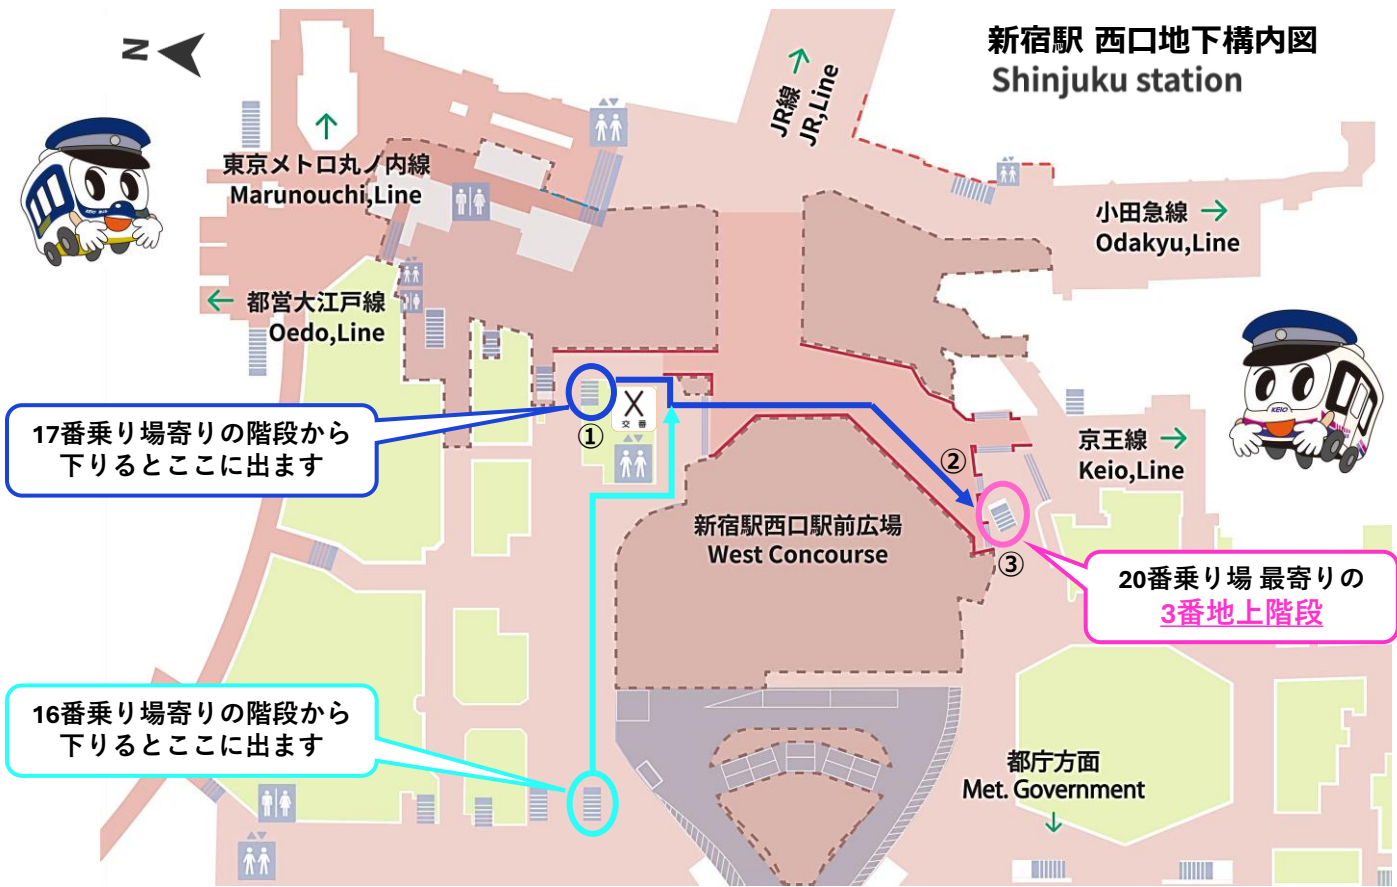 新宿駅 西口地下構内図
Shinjuku station
N
JR線
JR,Line
東京メトロ丸ノ内線
Marunouchi,Line
小田急線
Odakyu,Line
都営大江戸線
Oedo,Line
KEIO BUS
KEIO
17番乗り場寄りの階段から
下りるとここに出ます
①
交番
②
京王線
Keio,Line
新宿駅西口駅前広場
West Concourse
③
20番乗り場 最寄りの
3番地上階段
16番乗り場寄りの階段から
下りるとここに出ます
都庁方面
Met. Government